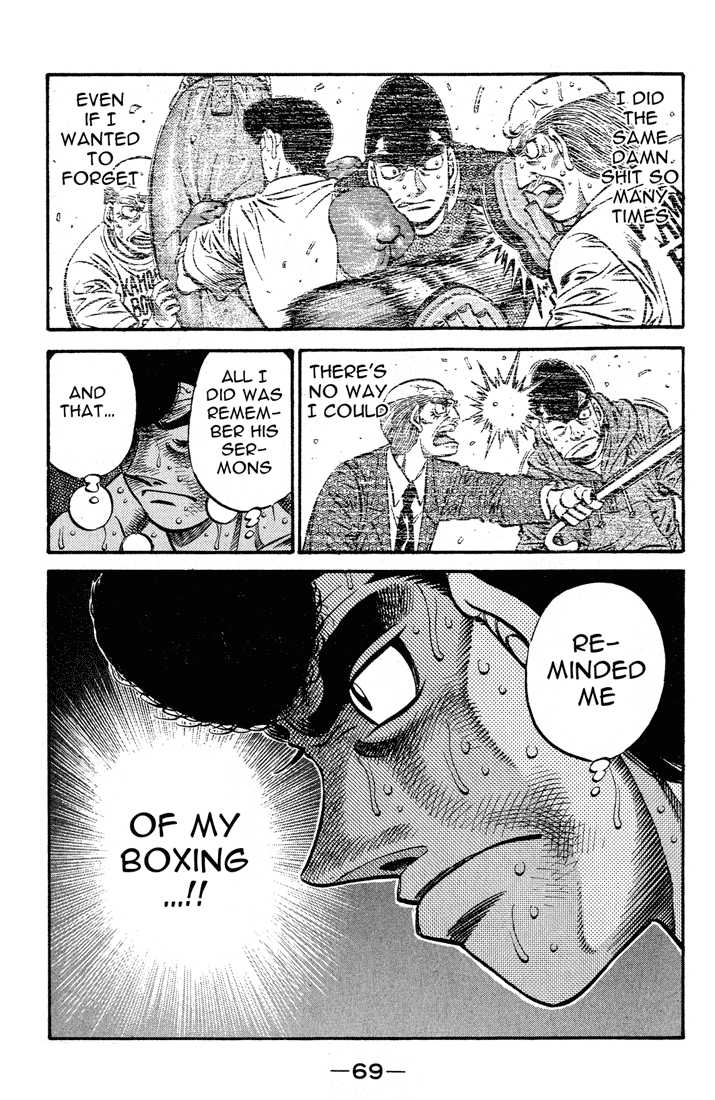 I DID
THE
SAME
DAMN
SHIT SO
MANY
TIMES
EVEN
IF I
WANTED
TO
FORGET
THERE'S
NO WAY
I COULD
ALL I
DID WAS
REMEM-
BER HIS
SER-
MONS
AND
THAT...
RE-
MINDED
ME
OF MY
BOXING
...!!
—69—